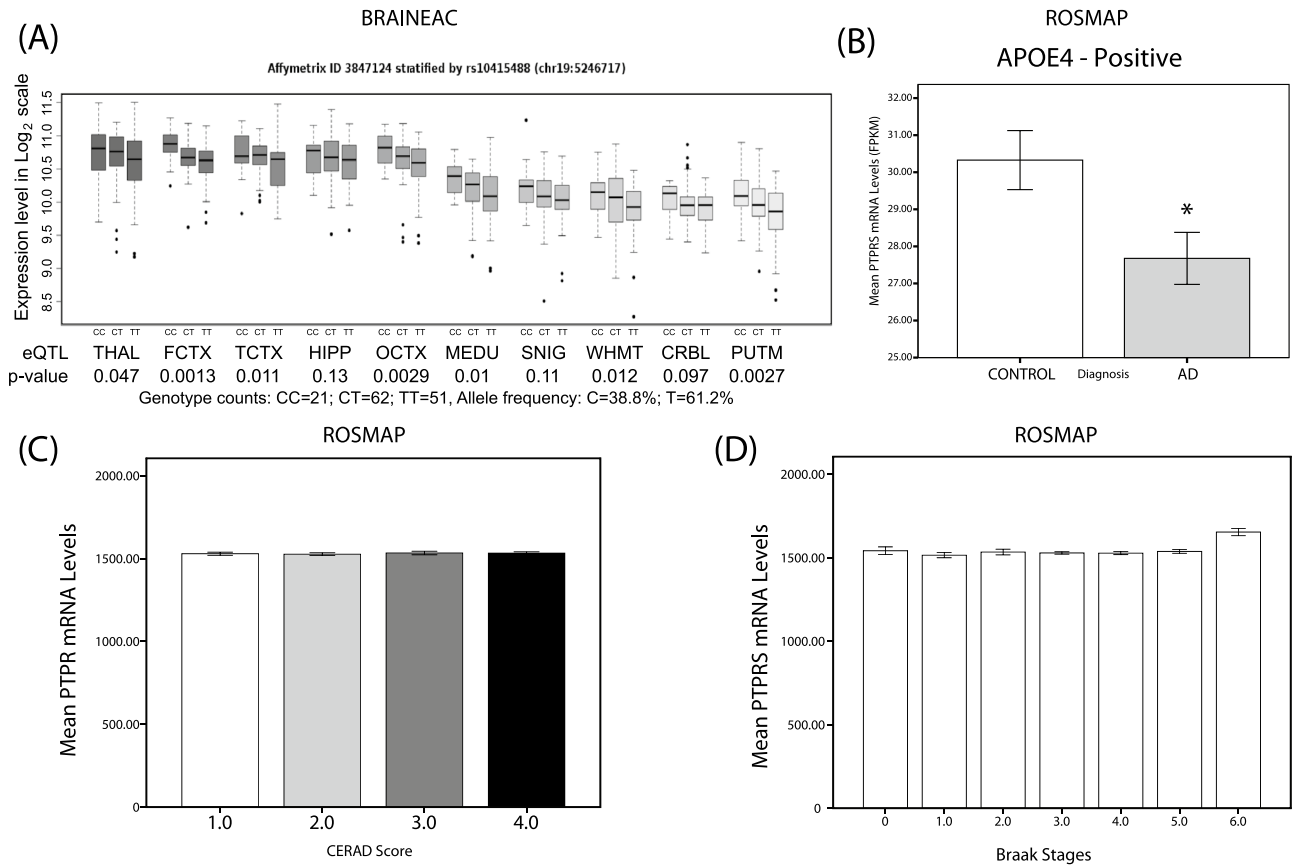 BRAINEAC
(A)
Affymetrix ID 3847124 stratified by rs10415488 (chr19:5246717)
Expression level in Log2 scale
11.5
11.0
10.5
10.0
9.5
9.0
8.5
CC CT TT CC CT TT CC CT TT CC CT TT CC CT TT CC CT TT CC CT TT CC CT TT CC CT TT CC CT TT
eQTL THAL FCTX TCTX HIPP OCTX MEDU SNIG WHMT CRBL PUTM
p-value 0.047 0.0013 0.011 0.13 0.0029 0.01 0.11 0.012 0.097 0.0027
Genotype counts: CC=21; CT=62; TT=51, Allele frequency: C=38.8%; T=61.2%
ROSMAP
(B)
APOE4 - Positive
Mean PTPRS mRNA Levels (FPKM)
32.00
31.00
30.00
29.00
28.00
27.00
26.00
25.00
*
CONTROL Diagnosis AD
ROSMAP
(C)
Mean PTPR mRNA Levels
2000.00
1500.00
1000.00
500.00
0
1.0 2.0 3.0 4.0
CERAD Score
ROSMAP
(D)
Mean PTPRS mRNA Levels
2000.00
1500.00
1000.00
500.00
0
0 1.0 2.0 3.0 4.0 5.0 6.0
Braak Stages